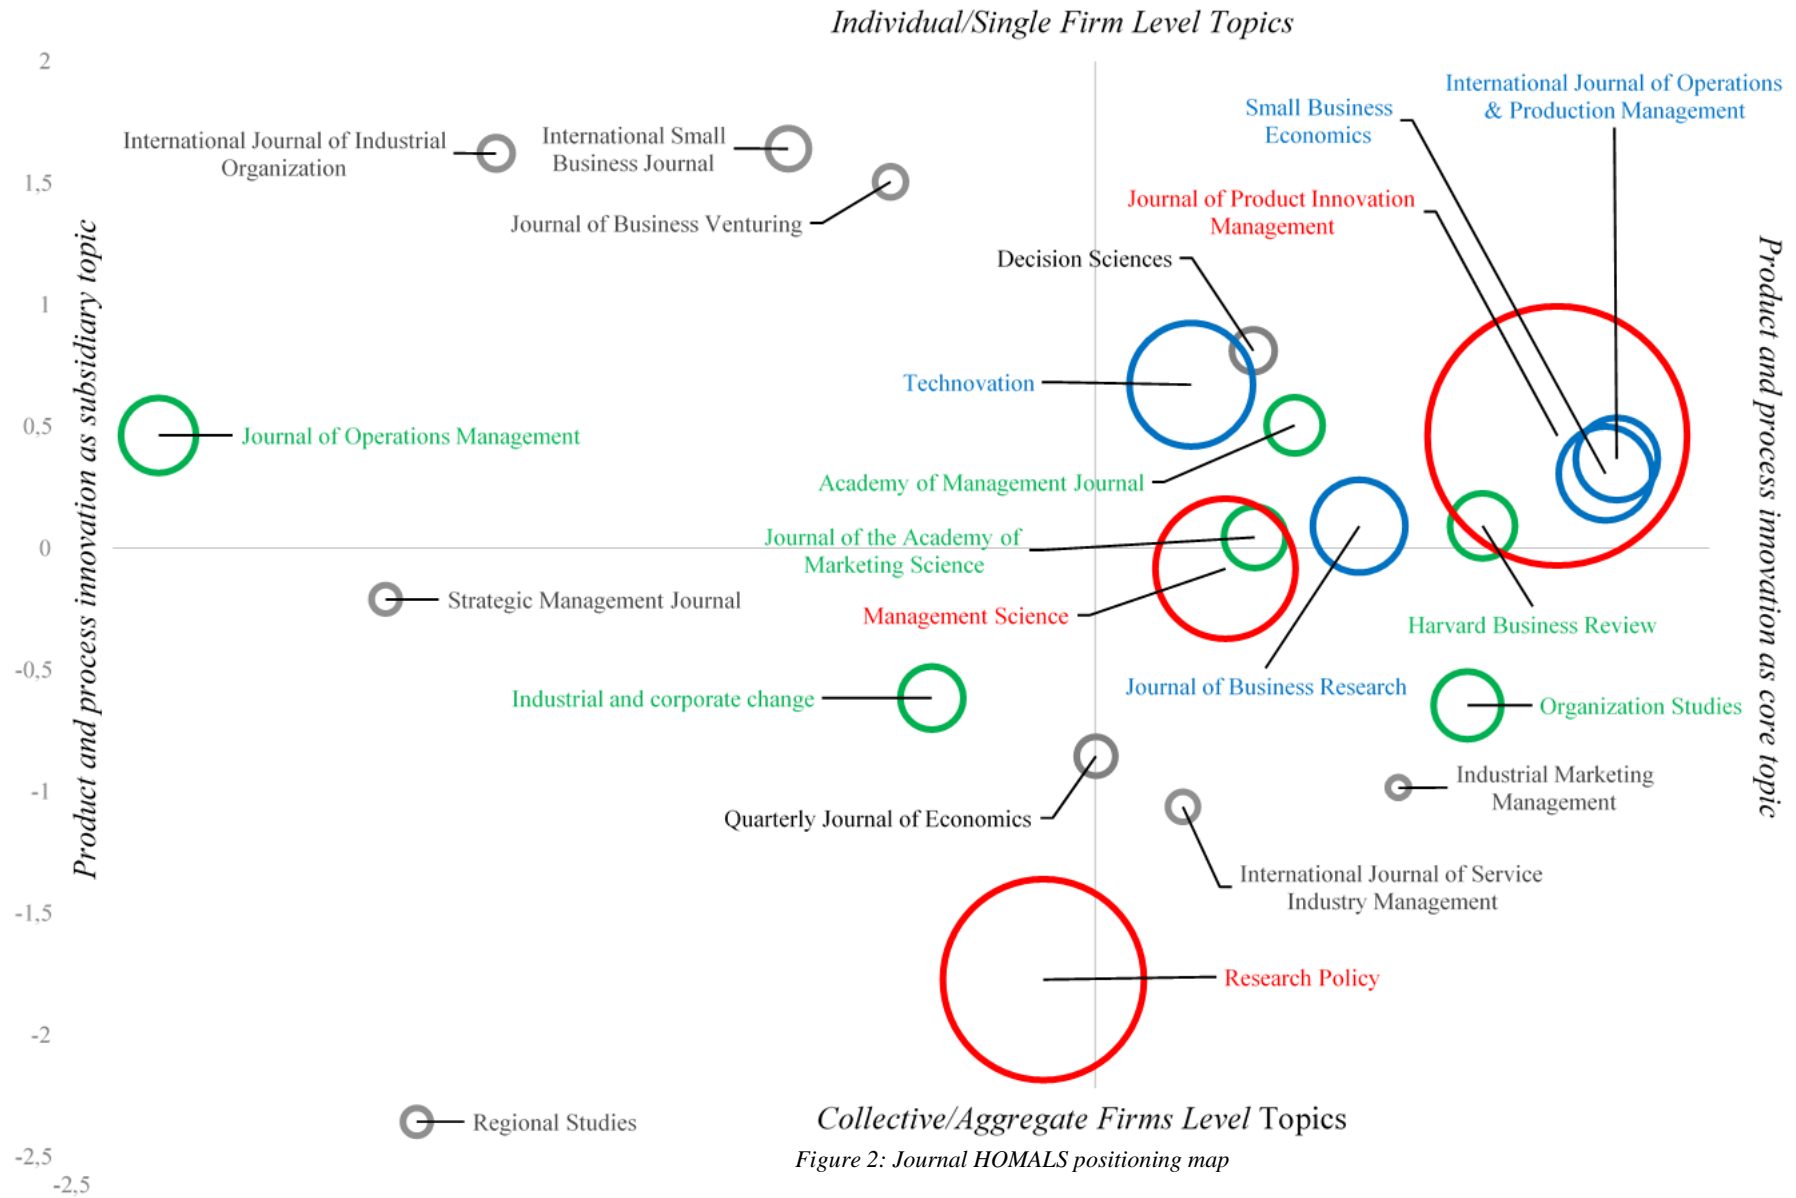 Individual/Single Firm Level Topics
2
International Journal of Operations
& Production Management
Small Business
Economics
International Journal of Industrial
Organization
International Small
Business Journal
1,5
Journal of Product Innovation
Management
Journal of Business Venturing
Decision Sciences
1
Product and process innovation as subsidiary topic
Product and process innovation as core topic
Technovation
0,5
Journal of Operations Management
Academy of Management Journal
Journal of the Academy of
Marketing Science
0
Strategic Management Journal
Management Science
Harvard Business Review
-0,5
Industrial and corporate change
Journal of Business Research
Organization Studies
-1
Industrial Marketing
Management
Quarterly Journal of Economics
International Journal of Service
Industry Management
-1,5
Research Policy
-2
Regional Studies
Collective/Aggregate Firms Level Topics
-2,5
Figure 2: Journal HOMALS positioning map
-2,5